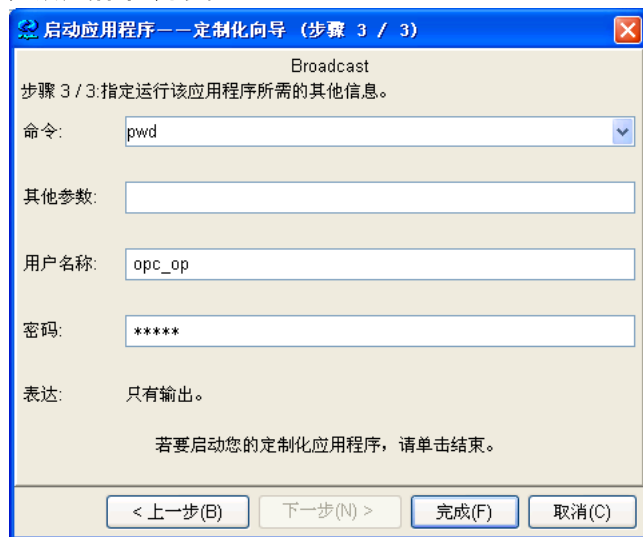 启动应用程序——定制化向导 (步骤 3 / 3)
Broadcast
步骤 3 / 3:指定运行该应用程序所需的其他信息。
命令: pwd
其他参数:
用户名称: opc_op
密码: *****
表达: 只有输出。
若要启动您的定制化应用程序，请单击结束。
< 上一步(B) 下一步(N) > 完成(F) 取消(C)